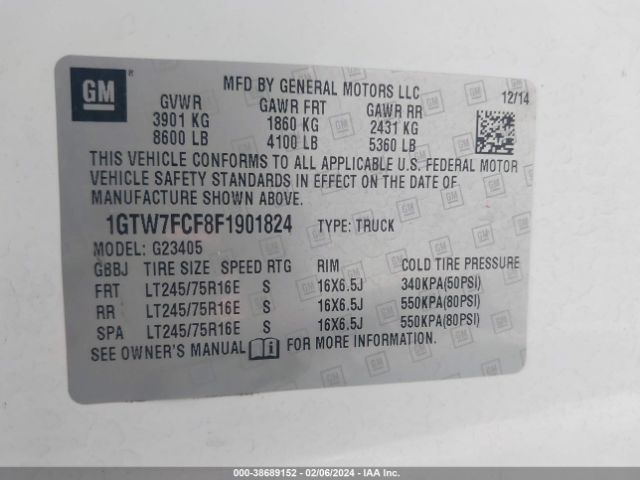 GM ®
MFD BY GENERAL MOTORS LLC
GVWR GAWR FRT GAWR RR 12/14
3901 KG 1860 KG 2431 KG
8600 LB 4100 LB 5360 LB
THIS VEHICLE CONFORMS TO ALL APPLICABLE U.S. FEDERAL MOTOR
VEHICLE SAFETY STANDARDS IN EFFECT ON THE DATE OF
MANUFACTURE SHOWN ABOVE.
1GTW7FCF8F1901824 TYPE: TRUCK
MODEL: G23405
G8BJ TIRE SIZE SPEED RTG RIM COLD TIRE PRESSURE
FRT LT245/75R16E S 16X6.5J 340KPA(50PSI)
RR LT245/75R16E S 16X6.5J 550KPA(80PSI)
SPA LT245/75R16E S 16X6.5J 550KPA(80PSI)
SEE OWNER'S MANUAL FOR MORE INFORMATION.
000-38689152 - 02/06/2024 - IAA Inc.